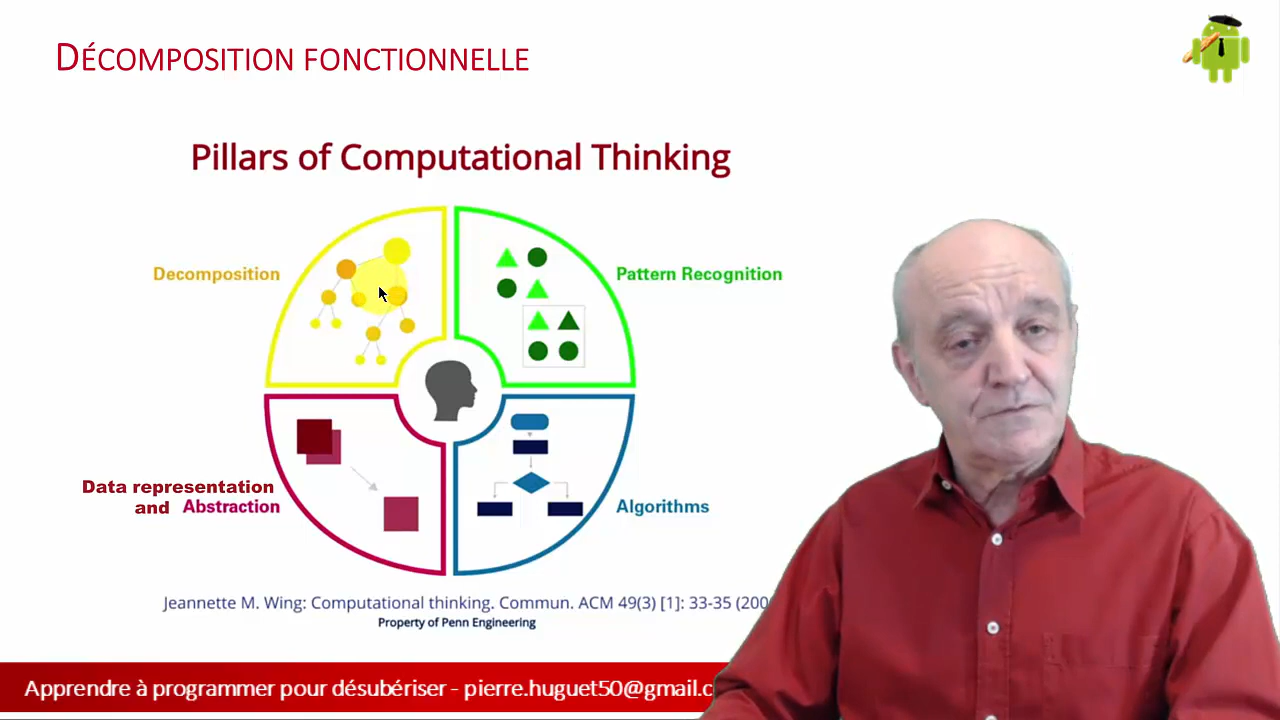 DÉCOMPOSITION FONCTIONNELLE
Pillars of Computational Thinking
Decomposition
Pattern Recognition
Data representation
and Abstraction
Algorithms
Jeannette M. Wing: Computational thinking. Commun. ACM 49(3) [1]: 33-35 (200
Property of Penn Engineering
Apprendre à programmer pour désubériser - pierre.huguet50@gmail.c